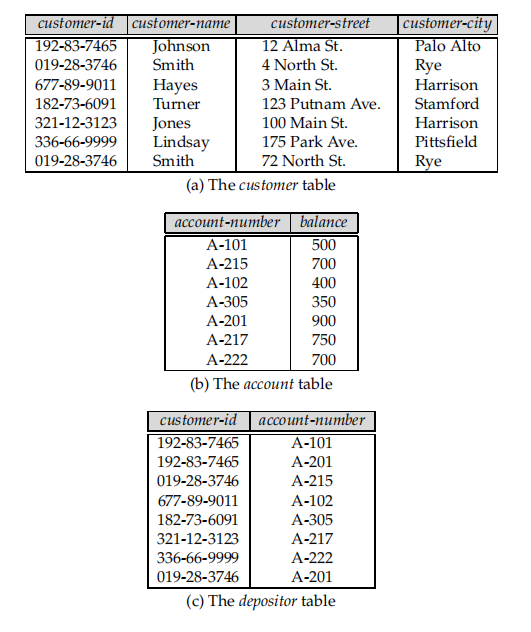 customer-id customer-name customer-street customer-city
192-83-7465 Johnson 12 Alma St. Palo Alto
019-28-3746 Smith 4 North St. Rye
677-89-9011 Hayes 3 Main St. Harrison
182-73-6091 Turner 123 Putnam Ave. Stamford
321-12-3123 Jones 100 Main St. Harrison
336-66-9999 Lindsay 175 Park Ave. Pittsfield
019-28-3746 Smith 72 North St. Rye
(a) The customer table
account-number balance
A-101 500
A-215 700
A-102 400
A-305 350
A-201 900
A-217 750
A-222 700
(b) The account table
customer-id account-number
192-83-7465 A-101
192-83-7465 A-201
019-28-3746 A-215
677-89-9011 A-102
182-73-6091 A-305
321-12-3123 A-217
336-66-9999 A-222
019-28-3746 A-201
(c) The depositor table